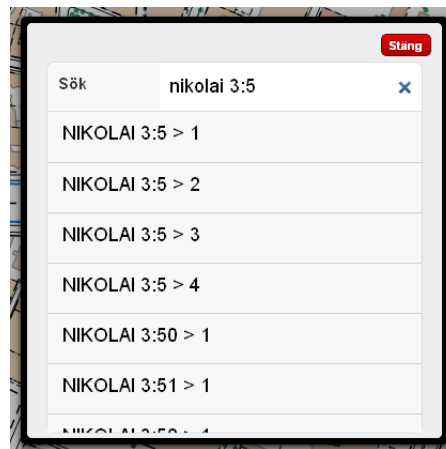 Stäng
Sök nikolai 3:5
NIKOLAI 3:5 > 1
NIKOLAI 3:5 > 2
NIKOLAI 3:5 > 3
NIKOLAI 3:5 > 4
NIKOLAI 3:50 > 1
NIKOLAI 3:51 > 1